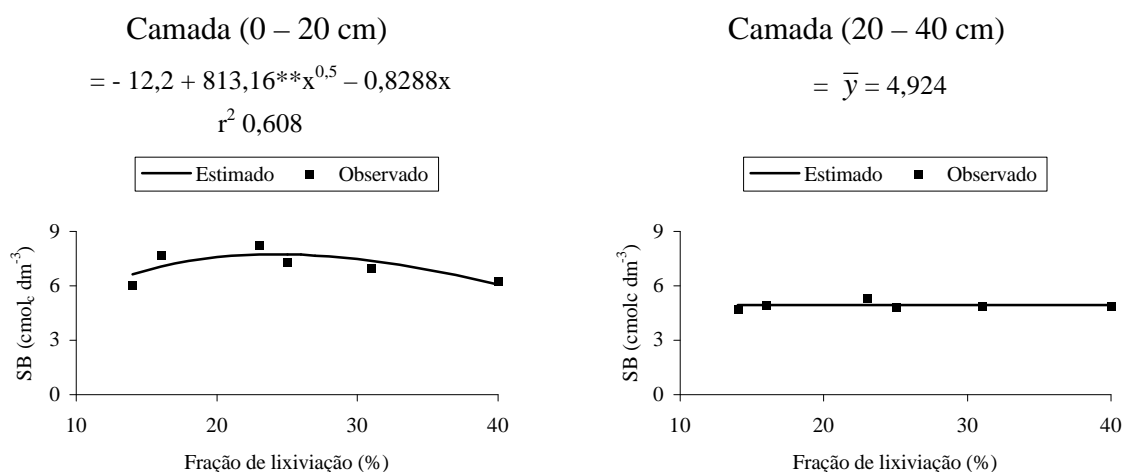 Camada (0 – 20 cm)
= - 12,2 + 813,16**x^0,5 – 0,8288x
r² 0,608
Estimado Observado
9
6
3
0
SB (cmol_c dm⁻³)
10 20 30 40
Fração de lixiviação (%)
Camada (20 – 40 cm)
= y̅ = 4,924
Estimado Observado
9
6
3
0
SB (cmolc dm⁻³)
10 20 30 40
Fração de lixiviação (%)